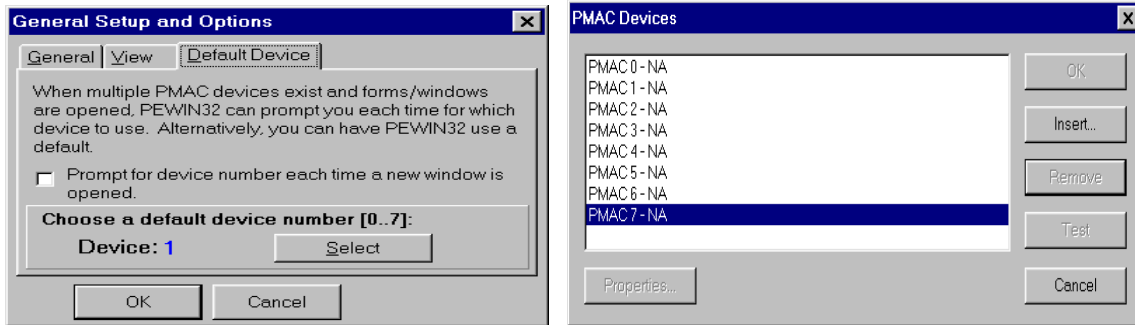 General Setup and Options
General
View
Default Device
When multiple PMAC devices exist and forms/windows
are opened, PEWIN32 can prompt you each time for which
device to use. Alternatively, you can have PEWIN32 use a
default.
Prompt for device number each time a new window is
opened.
Choose a default device number [0..7]:
Device: 1
Select
OK
Cancel
PMAC Devices
PMAC 0 - NA
PMAC 1 - NA
PMAC 2 - NA
PMAC 3 - NA
PMAC 4 - NA
PMAC 5 - NA
PMAC 6 - NA
PMAC 7 - NA
OK
Insert...
Remove
Test
Properties...
Cancel